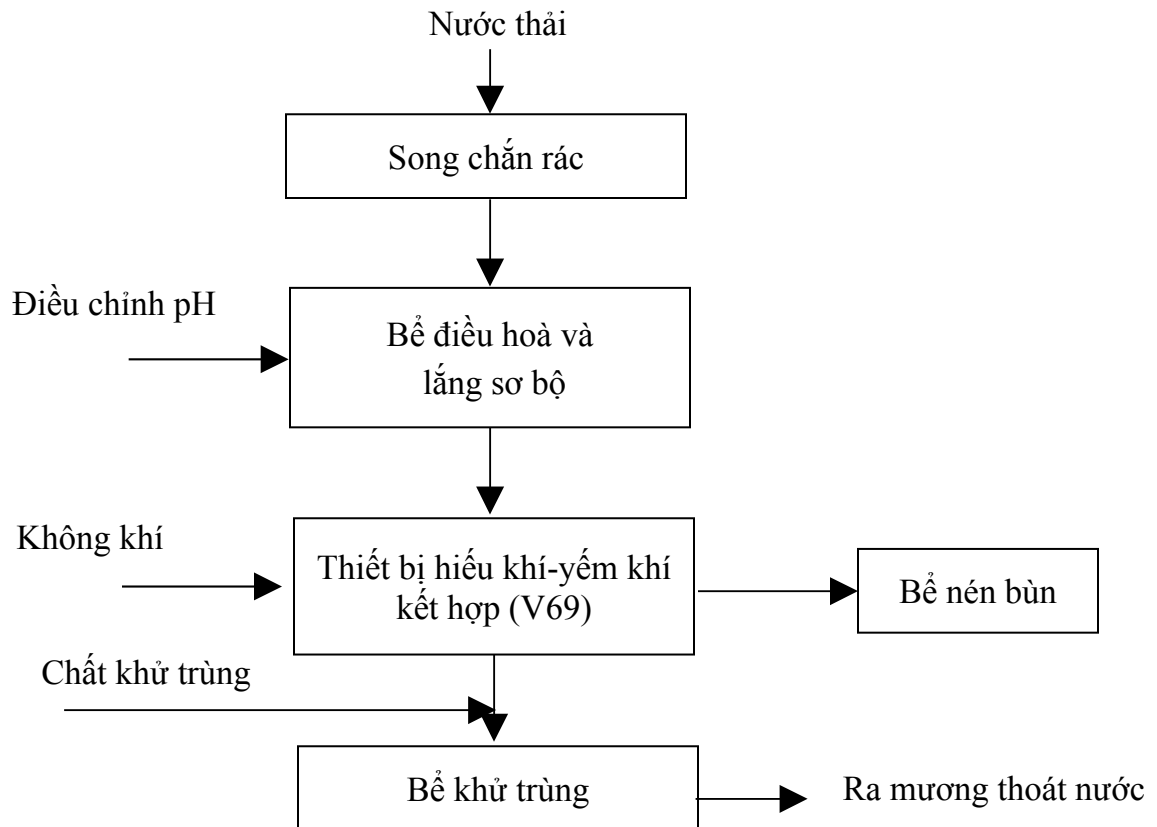 Nước thải
Song chắn rác
Điều chỉnh pH
Bể điều hoà và
lắng sơ bộ
Không khí
Thiết bị hiếu khí-yếm khí
kết hợp (V69)
Bể nén bùn
Chất khử trùng
Bể khử trùng
Ra mương thoát nước